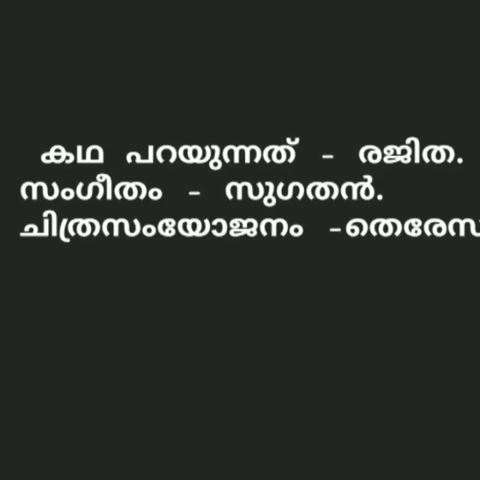 കഥ പറയുന്നത് - രജിത.
സംഗീതം - സുഗതൻ.
ചിത്രസംയോജനം -തെരേസ